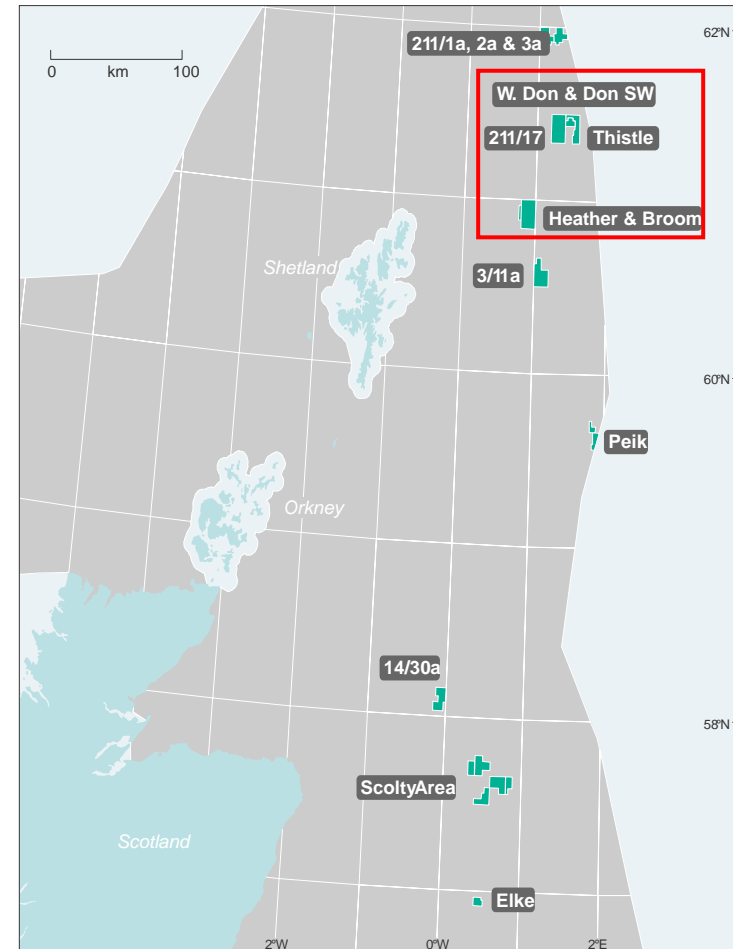 62°N
211/1a, 2a & 3a
0 km 100
W. Don & Don SW
211/17
Thistle
Heather & Broom
Shetland
3/11a
60°N
Peik
Orkney
14/30a
58°N
ScoltyArea
Scotland
Elke
2°W 0°W 2°E